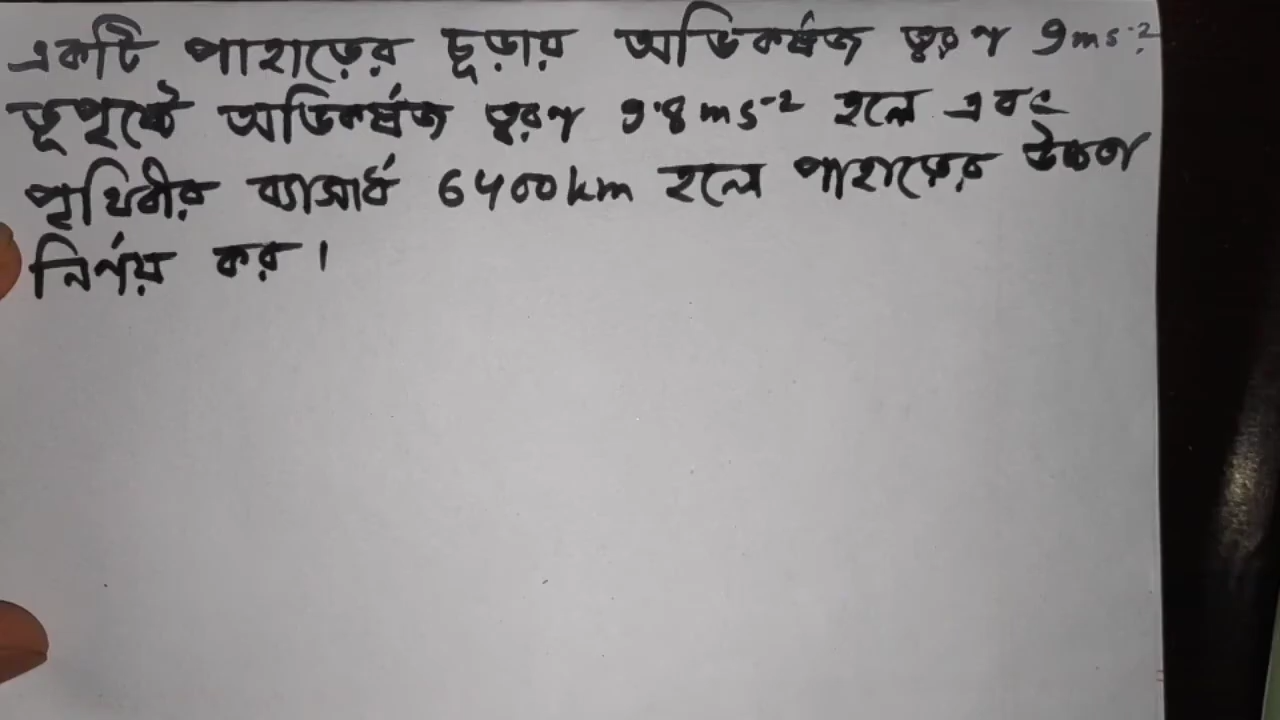 একটি পাহাড়ের চূড়ায় অভিকর্ষজ ত্বরণ 9ms⁻².
ভূপৃষ্ঠে অভিকর্ষজ ত্বরণ 9.8ms⁻² হলে এবং
পৃথিবীর ব্যাসার্ধ 6400km হলে পাহাড়ের উচ্চতা
নির্ণয় কর।